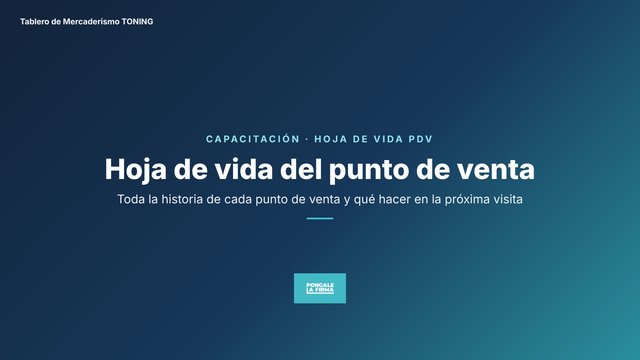 Tablero de Mercaderismo TONING
CAPACITACIÓN · HOJA DE VIDA PDV
Hoja de vida del punto de venta
Toda la historia de cada punto de venta y qué hacer en la próxima visita
PONGALE
LA FIRMA